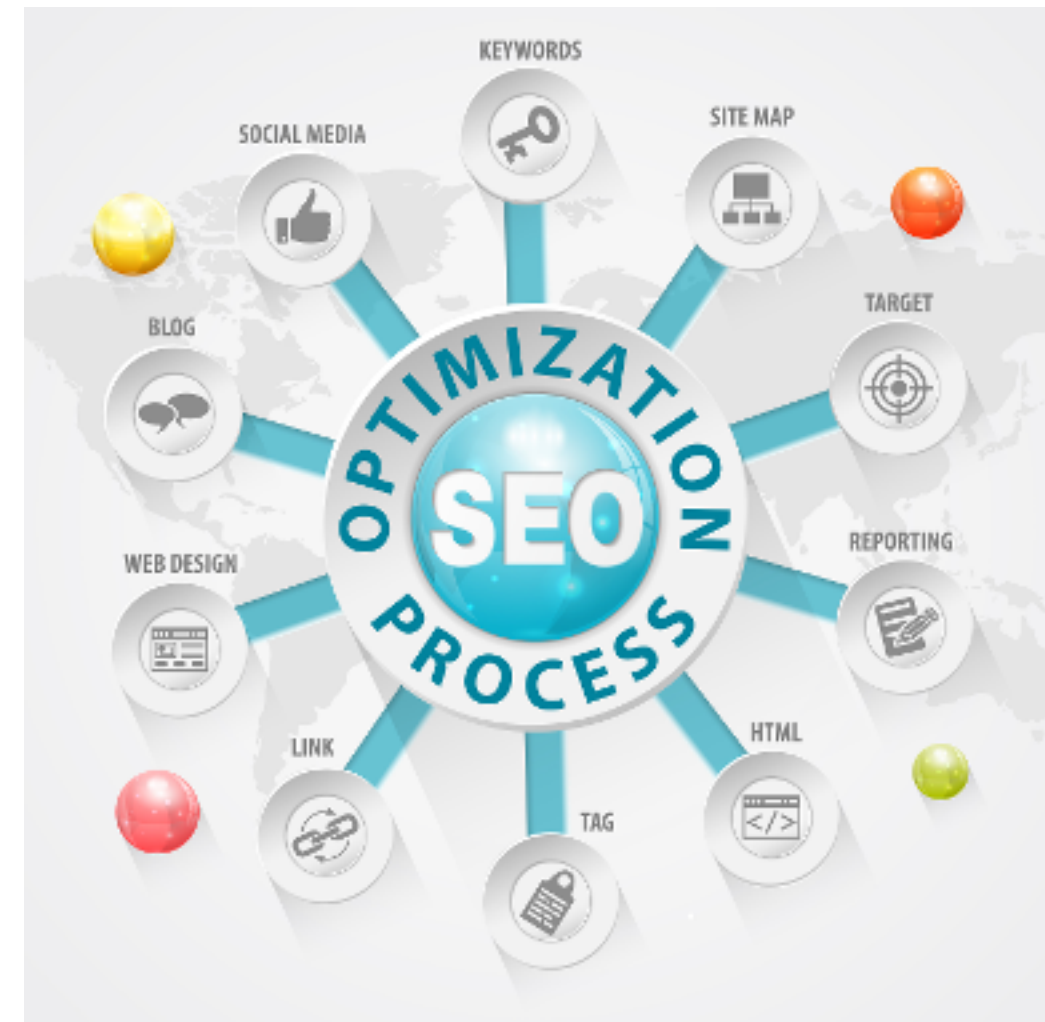 KEYWORDS
SITE MAP
SOCIAL MEDIA
TARGET
BLOG
OPTIMIZATION
SEO
PROCESS
REPORTING
WEB DESIGN
HTML
LINK
TAG